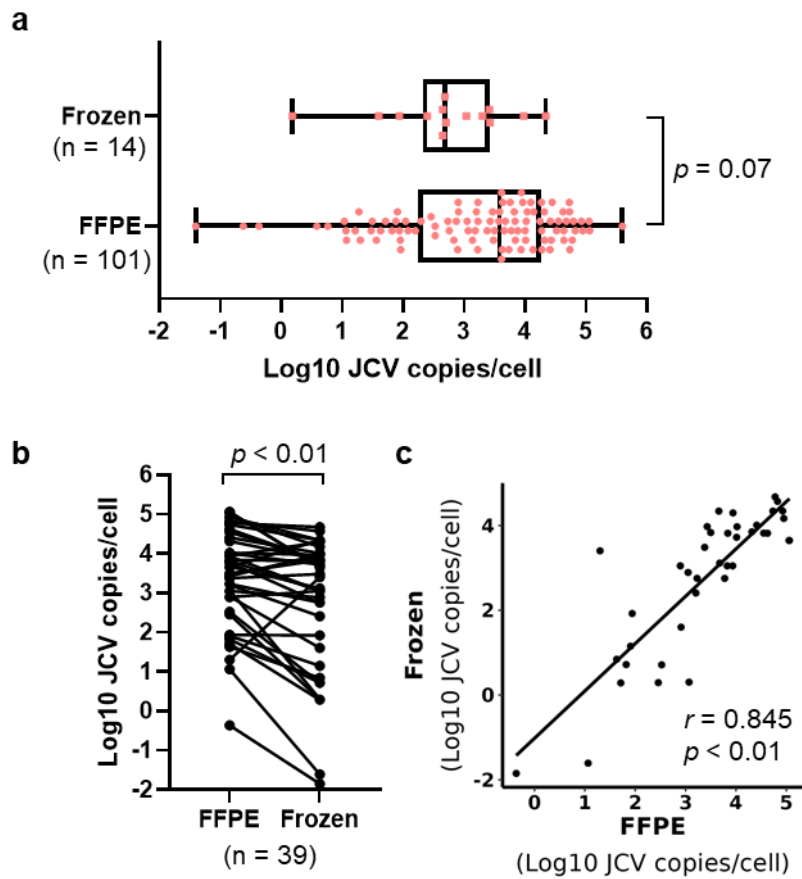 a
Frozen
(n = 14)
FFPE
(n = 101)
p = 0.07
-2 -1 0 1 2 3 4 5 6
Log10 JCV copies/cell
b
p < 0.01
Log10 JCV copies/cell
6
5
4
3
2
1
0
-1
-2
FFPE Frozen
(n = 39)
c
Frozen
(Log10 JCV copies/cell)
4
2
0
-2
r = 0.845
p < 0.01
0 1 2 3 4 5
FFPE
(Log10 JCV copies/cell)